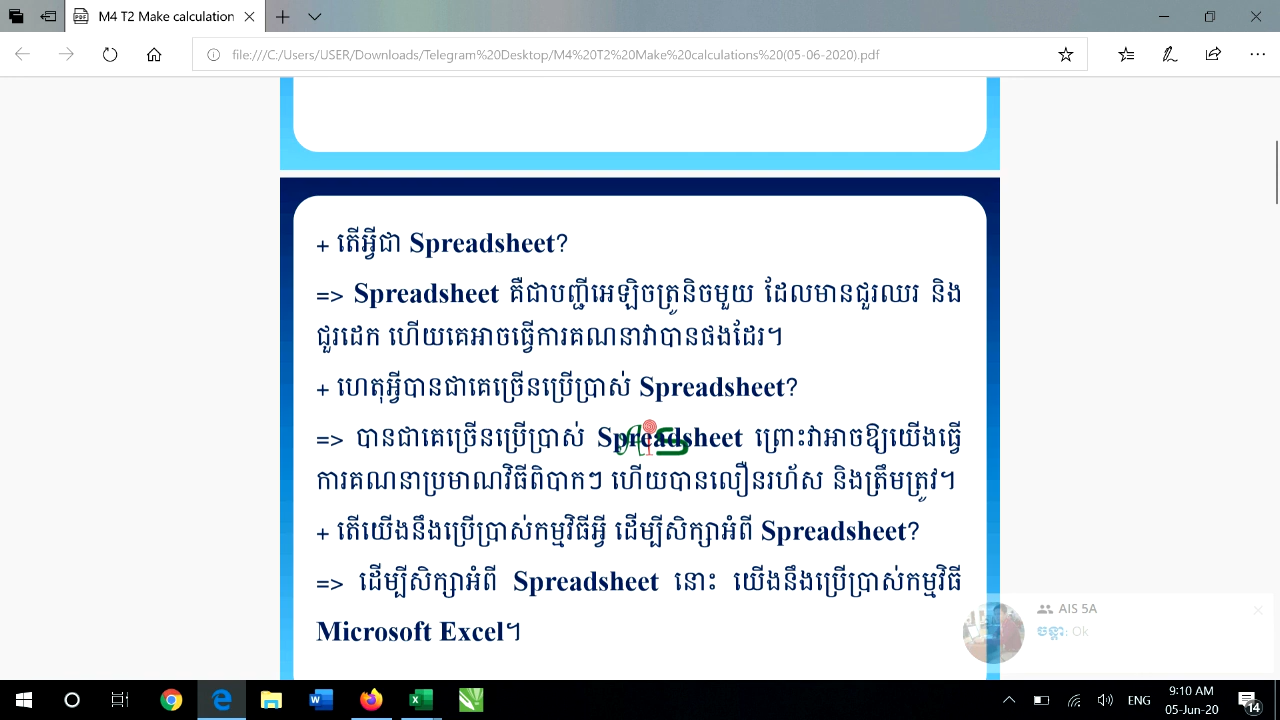 M4 T2 Make calculation
file:///C:/Users/USER/Downloads/Telegram%20Desktop/M4%20T2%20Make%20calculations%20(05-06-2020).pdf
+ តើអ្វីជា Spreadsheet?
=> Spreadsheet គឺជាបញ្ជីអេឡិចត្រូនិចមួយ ដែលមានជួរឈរ និង
ជួរដេក ហើយគេអាចធ្វើការគណនាវាបានផងដែរ។
+ ហេតុអ្វីបានជាគេច្រើនប្រើប្រាស់ Spreadsheet?
=> បានជាគេច្រើនប្រើប្រាស់ Spreadsheet ព្រោះវាអាចឱ្យយើងធ្វើ
AiS
ការគណនាប្រមាណវិធីពិបាកៗ ហើយបានលឿនរហ័ស និងត្រឹមត្រូវ។
+ តើយើងនឹងប្រើប្រាស់កម្មវិធីអ្វី ដើម្បីសិក្សាអំពី Spreadsheet?
=> ដើម្បីសិក្សាអំពី Spreadsheet នោះ យើងនឹងប្រើប្រាស់កម្មវិធី
Microsoft Excel។
AIS 5A
ចន្តា: Ok
ENG
9:10 AM
05-Jun-20
14